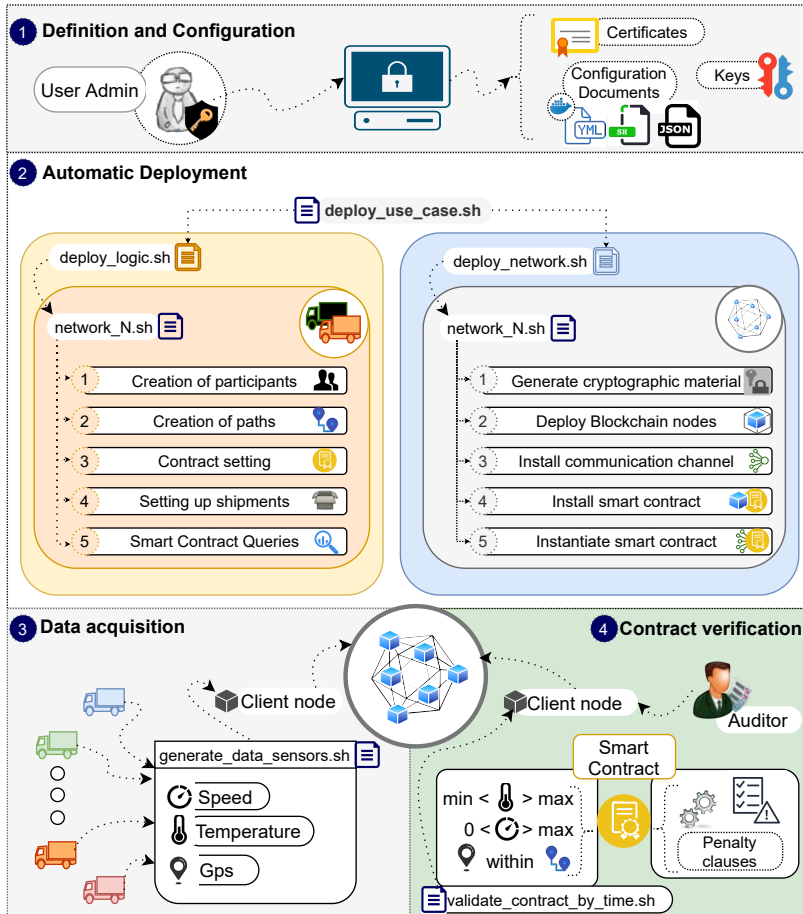 1 Definition and Configuration
User Admin
Certificates
Configuration
Documents
Keys
YML
SH
JSON
2 Automatic Deployment
deploy_use_case.sh
deploy_logic.sh
network_N.sh
1 Creation of participants
2 Creation of paths
3 Contract setting
4 Setting up shipments
5 Smart Contract Queries
deploy_network.sh
network_N.sh
1 Generate cryptographic material
2 Deploy Blockchain nodes
3 Install communication channel
4 Install smart contract
5 Instantiate smart contract
3 Data acquisition
Client node
generate_data_sensors.sh
Speed
Temperature
Gps
4 Contract verification
Client node
Auditor
Smart
Contract
min < > max
0 < > max
within
Penalty
clauses
validate_contract_by_time.sh